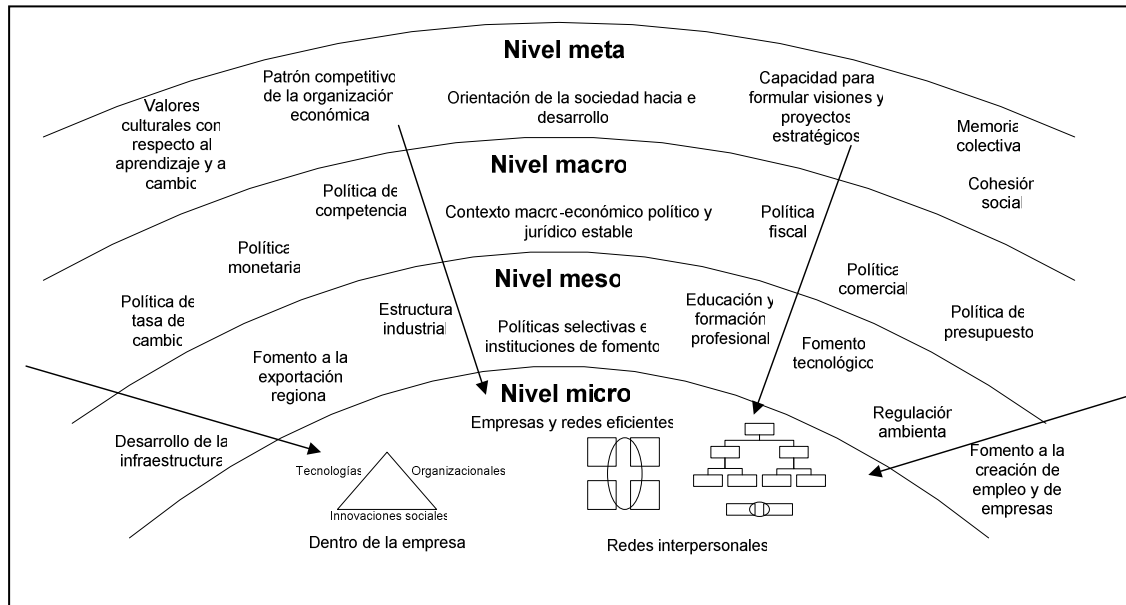 Nivel meta
Patrón competitivo
de la organización
económica
Orientación de la sociedad hacia e
desarrollo
Capacidad para
formular visiones y
proyectos
estratégicos
Valores
culturales con
respecto al
aprendizaje y a
cambio
Memoria
colectiva
Cohesión
social
Nivel macro
Política de
competencia
Contexto macro-económico político y
jurídico estable
Política
fiscal
Política
monetaria
Política
comercial
Política de
tasa de
cambio
Política de
presupuesto
Nivel meso
Estructura
industrial
Políticas selectivas e
instituciones de fomento
Educación y
formación
profesional
Fomento
tecnológico
Fomento a la
exportación
regiona
Regulación
ambienta
Desarrollo de la
infraestructura
Fomento a la
creación de
empleo y de
empresas
Nivel micro
Empresas y redes eficientes
Tecnologías
Organizacionales
Innovaciones sociales
Dentro de la empresa
Redes interpersonales